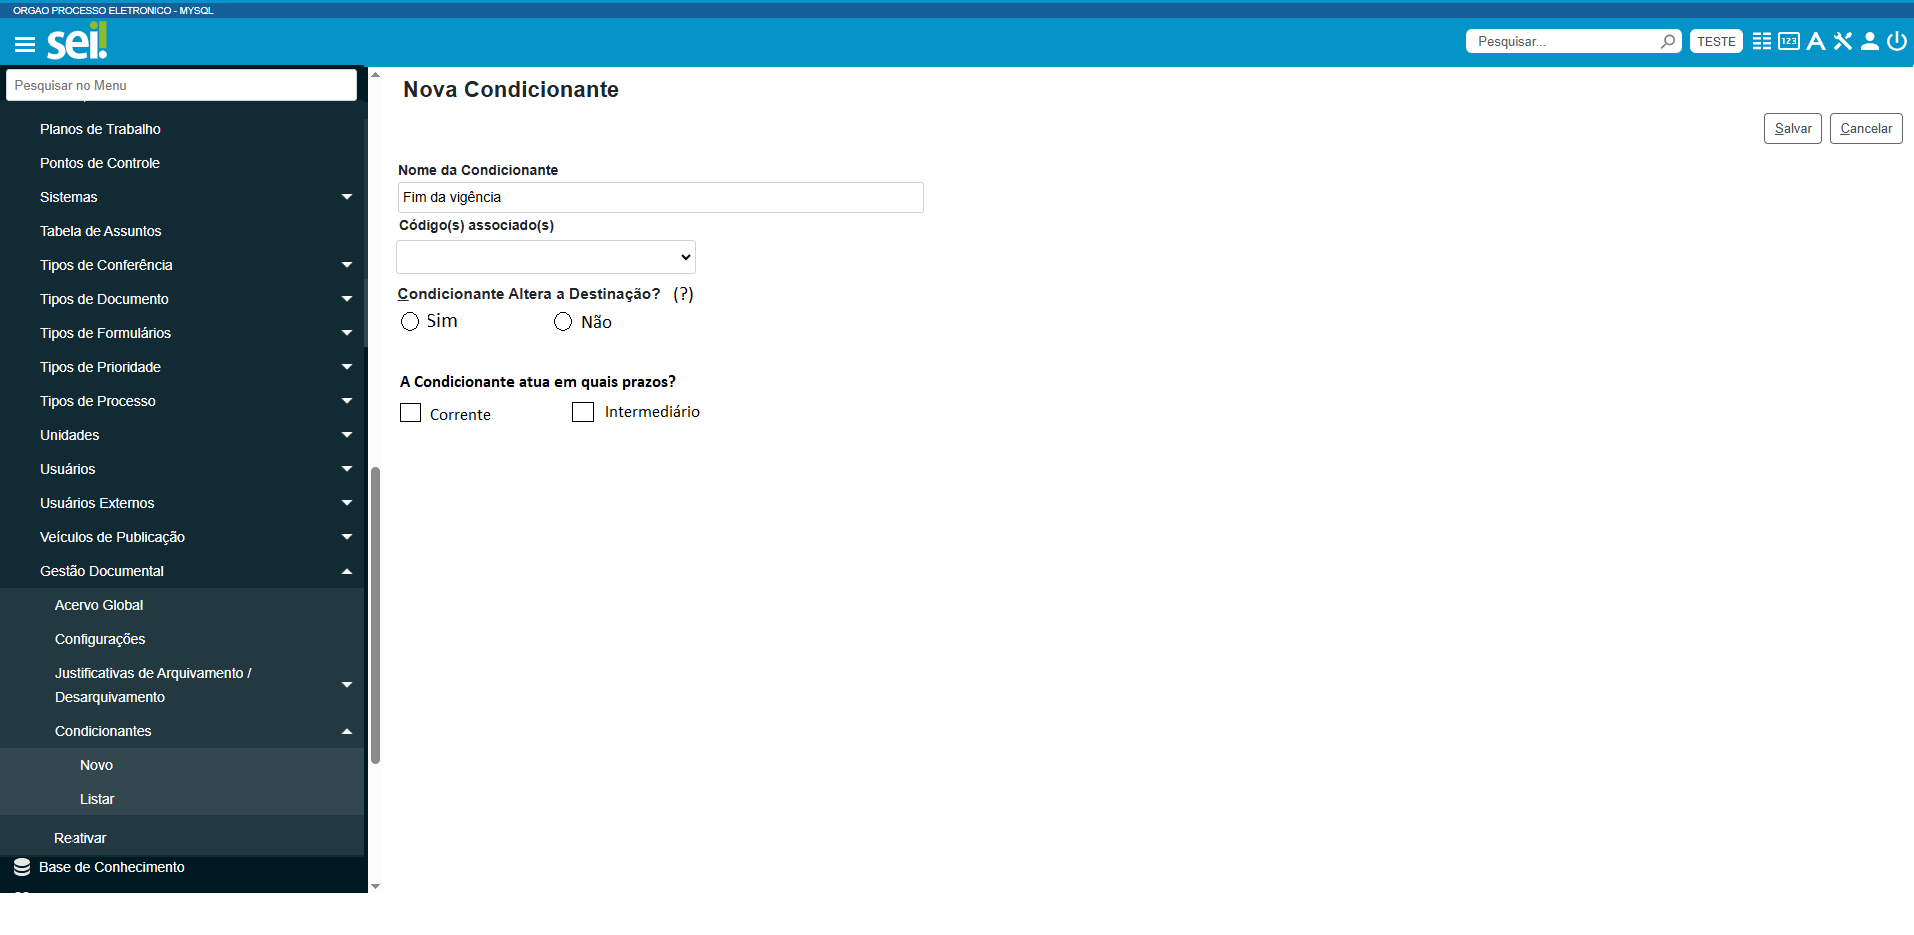 ORGAO PROCESSO ELETRONICO - MYSQL
sei!
Pesquisar...
TESTE
123
Pesquisar no Menu
Planos de Trabalho
Pontos de Controle
Sistemas
Tabela de Assuntos
Tipos de Conferência
Tipos de Documento
Tipos de Formulários
Tipos de Prioridade
Tipos de Processo
Unidades
Usuários
Usuários Externos
Veículos de Publicação
Gestão Documental
Acervo Global
Configurações
Justificativas de Arquivamento /
Desarquivamento
Condicionantes
Novo
Listar
Reativar
Base de Conhecimento
Nova Condicionante
Salvar
Cancelar
Nome da Condicionante
Fim da vigência
Código(s) associado(s)
Condicionante Altera a Destinação? (?)
Sim Não
A Condicionante atua em quais prazos?
Corrente Intermediário